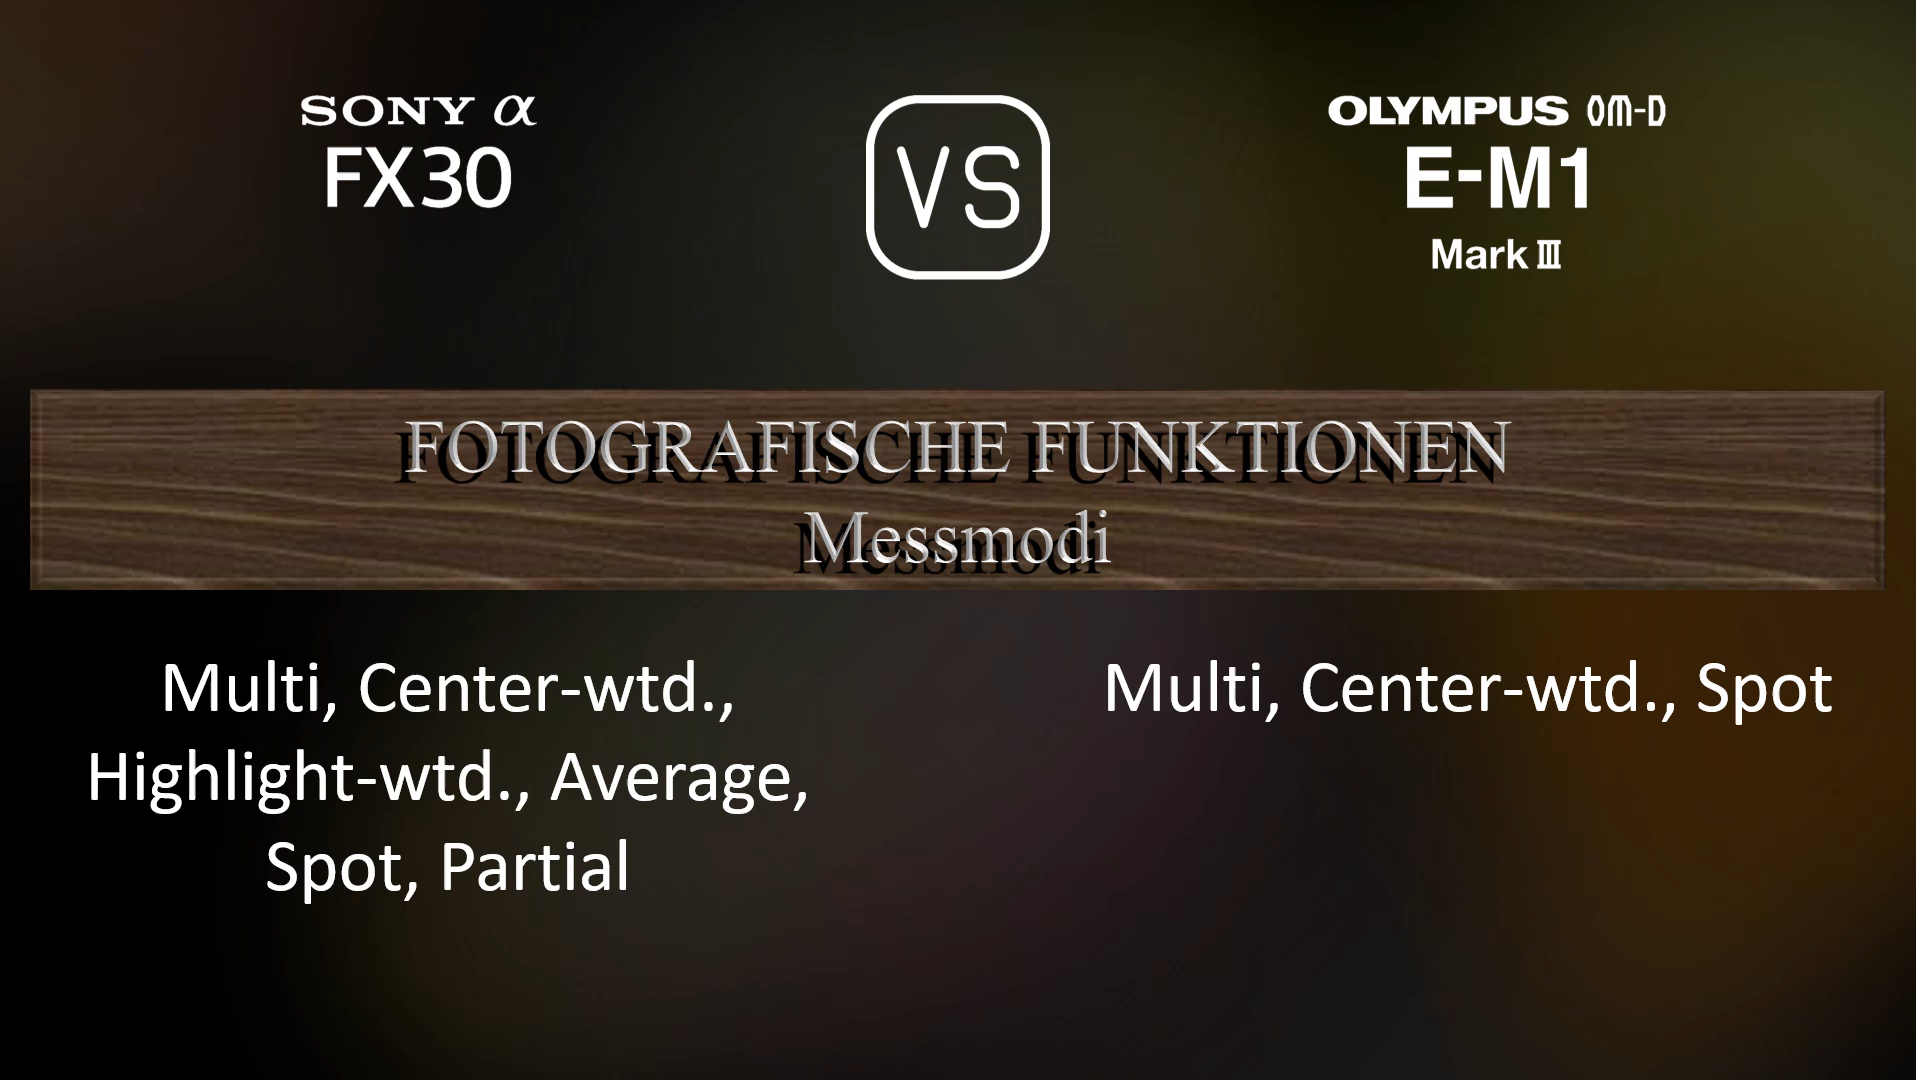 SONY α
FX30
VS
OLYMPUS OM-D
E-M1
Mark III
FOTOGRAFISCHE FUNKTIONEN
Messmodi
Multi, Center-wtd.,
Highlight-wtd., Average,
Spot, Partial
Multi, Center-wtd., Spot